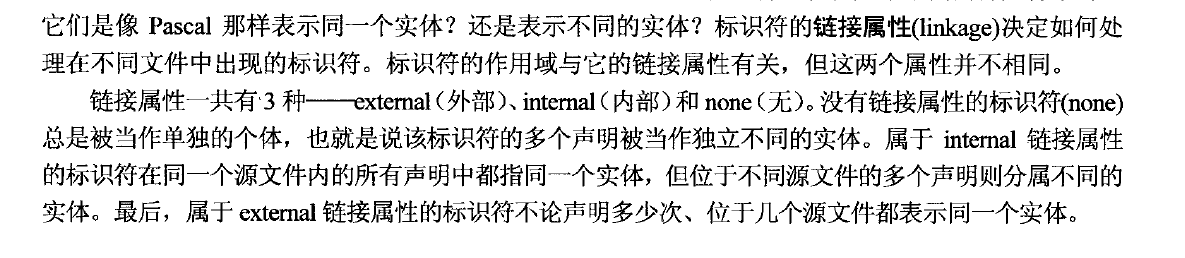 它们是像 Pascal 那样表示同一个实体？还是表示不同的实体？标识符的链接属性(linkage)决定如何处
理在不同文件中出现的标识符。标识符的作用域与它的链接属性有关，但这两个属性并不相同。
链接属性一共有 3 种——external（外部）、internal（内部）和 none（无）。没有链接属性的标识符(none)
总是被当作单独的个体，也就是说该标识符的多个声明被当作独立不同的实体。属于 internal 链接属性
的标识符在同一个源文件内的所有声明中都指同一个实体，但位于不同源文件的多个声明则分属不同的
实体。最后，属于 external 链接属性的标识符不论声明多少次、位于几个源文件都表示同一个实体。